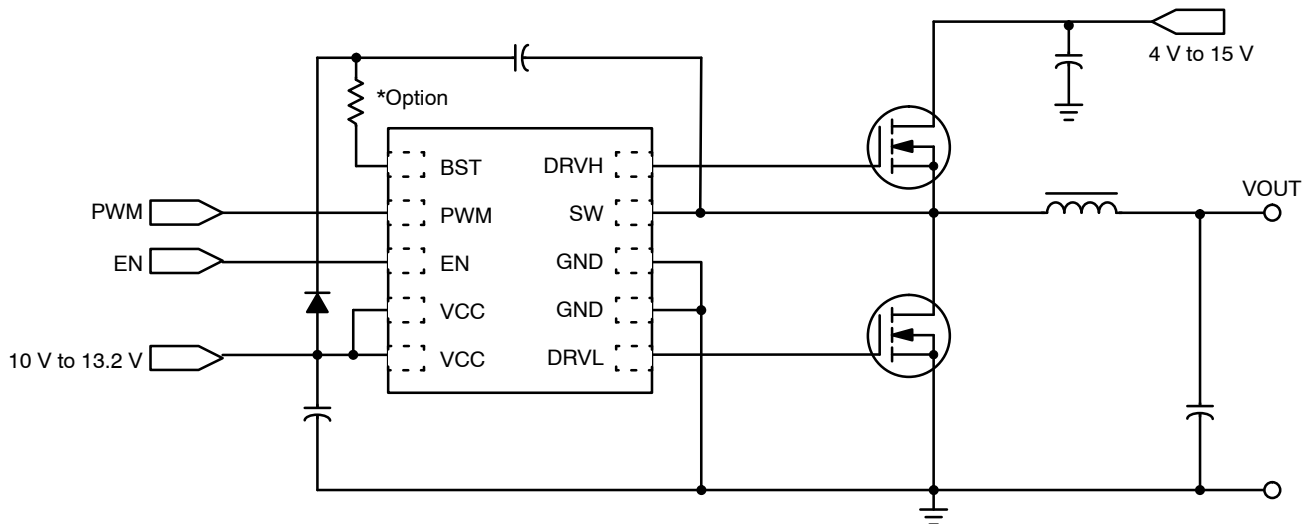 4 V to 15 V
*Option
BST
DRVH
PWM
PWM
SW
VOUT
EN
EN
GND
VCC
GND
10 V to 13.2 V
VCC
DRVL